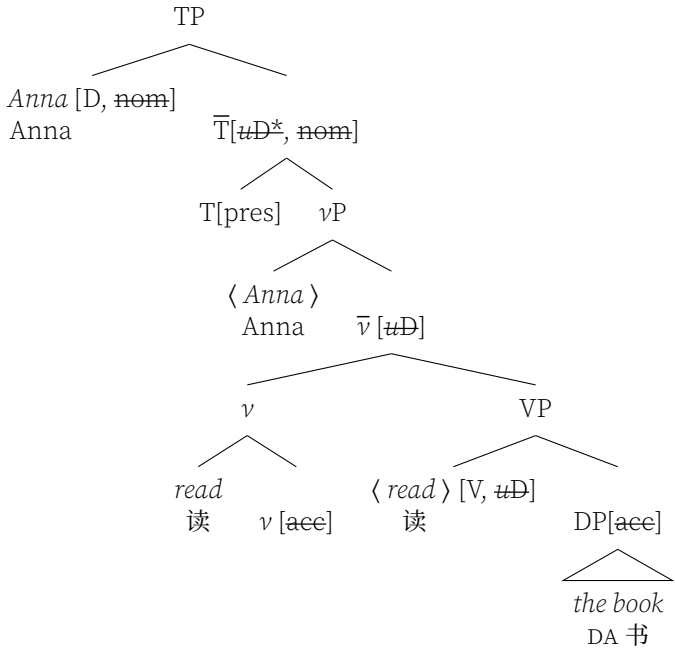 TP
Anna [D, nom]
Anna
T̅[uD*, nom]
T[pres]
vP
⟨ Anna ⟩
Anna
v̅ [uD]
v
VP
read
读
v [acc]
⟨ read ⟩ [V, uD]
读
DP[acc]
the book
DA 书